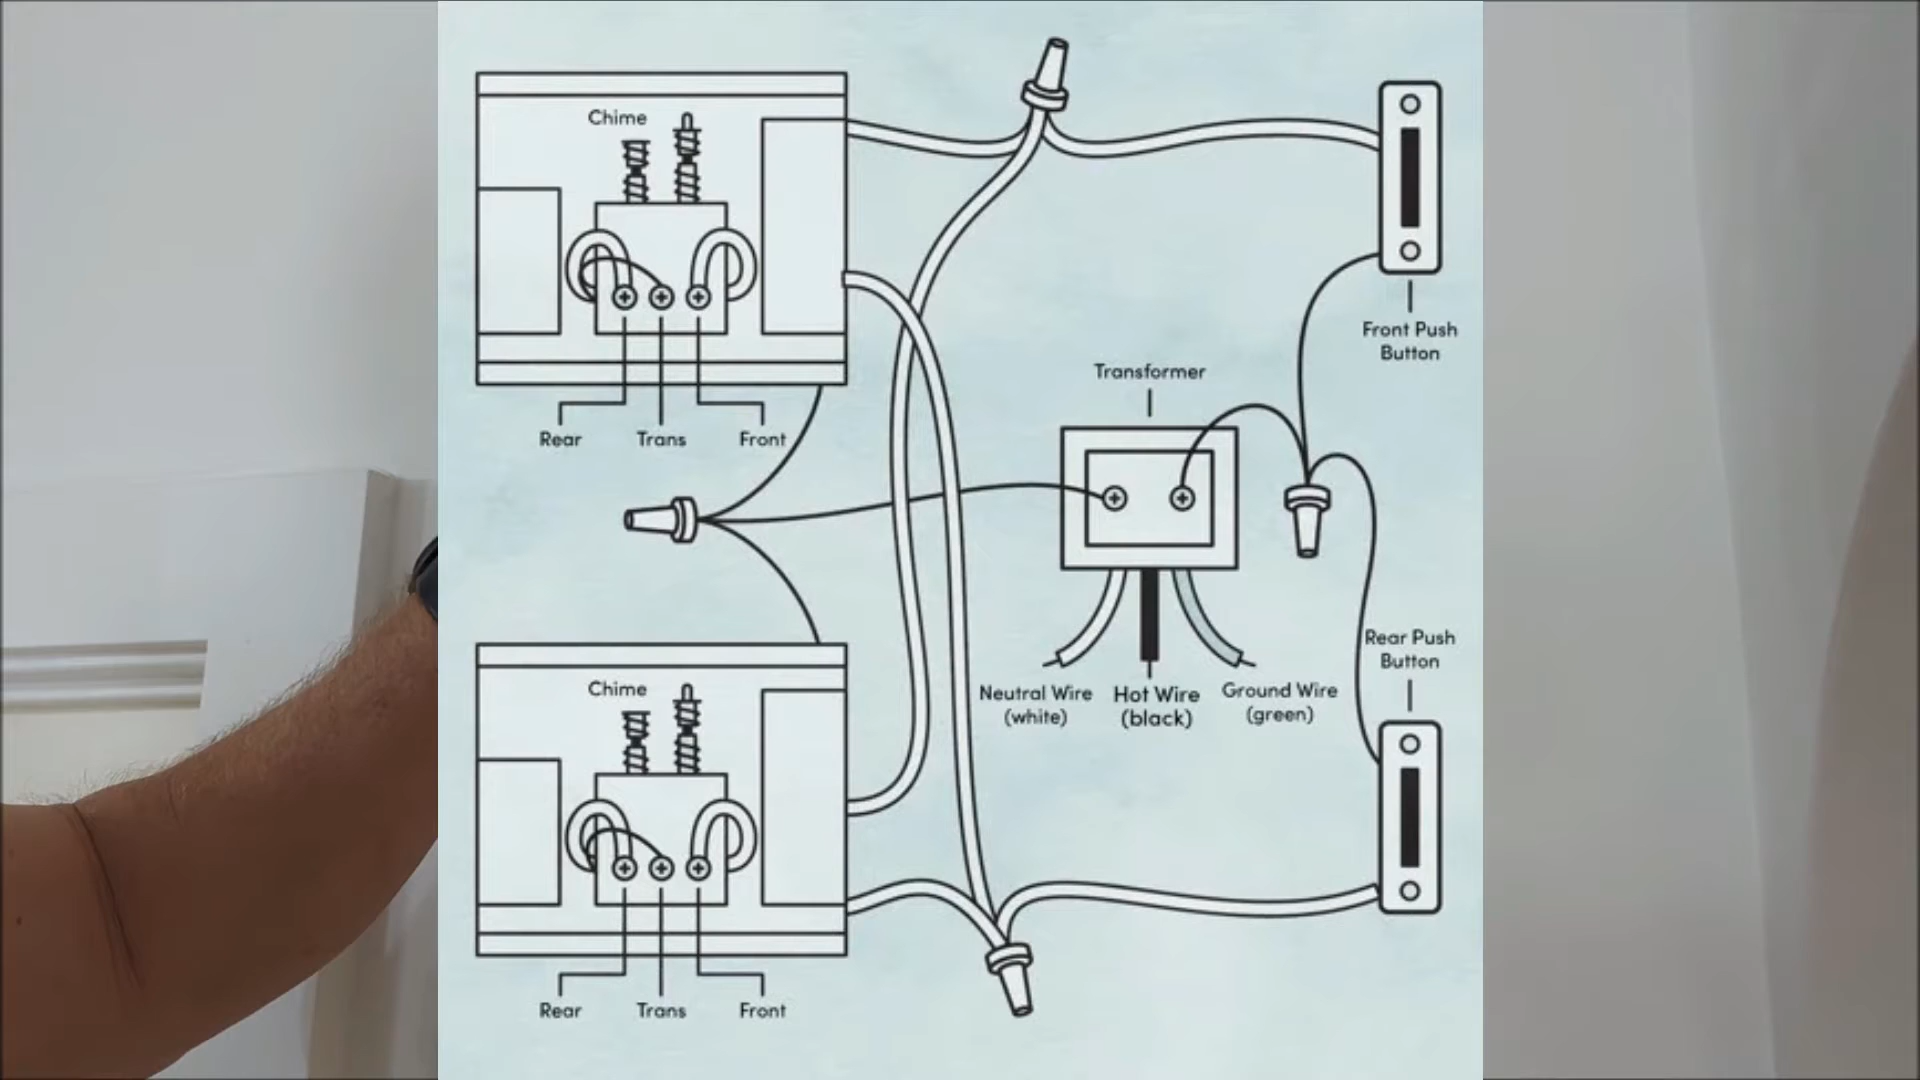 Chime
Rear
Trans
Front
Front Push
Button
Transformer
Neutral Wire
(white)
Hot Wire
(black)
Ground Wire
(green)
Rear Push
Button
Chime
Rear
Trans
Front